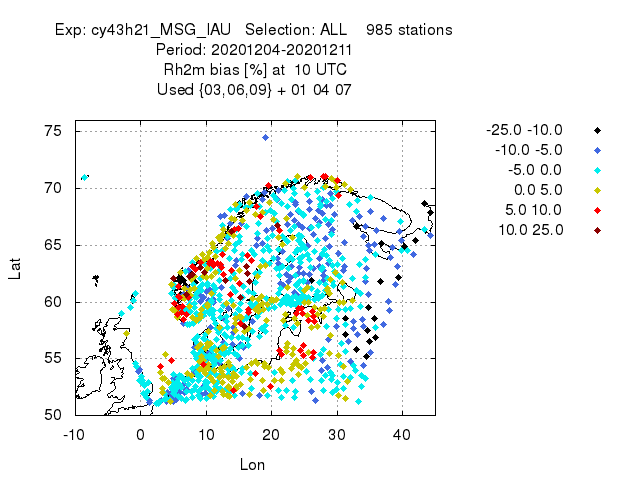 Exp: cy43h21_MSG_IAU Selection: ALL 985 stations
Period: 20201204-20201211
Rh2m bias [%] at 10 UTC
Used {03,06,09} + 01 04 07
-25.0 -10.0
-10.0 -5.0
-5.0 0.0
0.0 5.0
5.0 10.0
10.0 25.0
75
70
65
60
55
50
Lat
-10 0 10 20 30 40
Lon